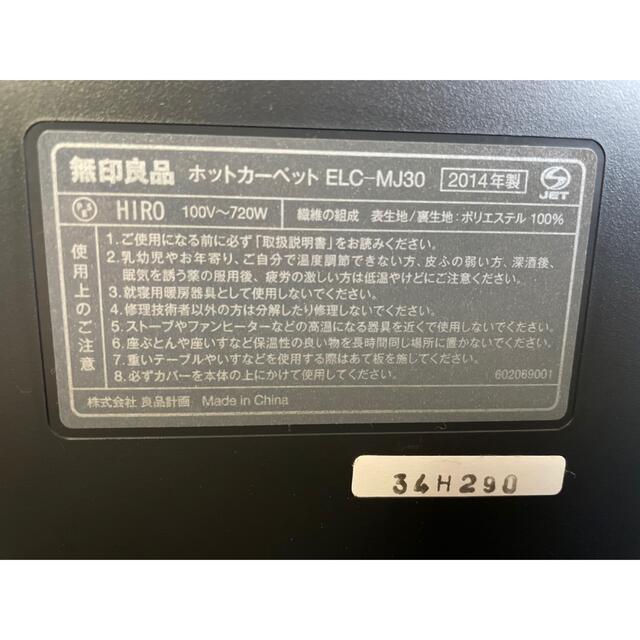 無印良品 ホットカーペット ELC-MJ30 2014年製
JET
PSE HIRO 100V～720W 繊維の組成 表生地/裏生地:ポリエステル 100%
使用上のご注意
1.ご使用になる前に必ず「取扱説明書」をお読みください。
2.乳幼児やお年寄り、ご自分で温度調節できない方、皮ふの弱い方、深酒後、
眠気を誘う薬の服用後、疲労の激しい方は低温やけどにご注意ください。
3.就寝用暖房器具として使用しないでください。
4.修理技術者以外の方は分解したり修理しないでください。
5.ストーブやファンヒーターなどの高温になる器具を近くで使用しないでください。
6.座ぶとんや座いすなど保温性の良い物を長時間同じ場所に置かないでください。
7.重いテーブルやいすなどを使用する際はあて板を施してください。
8.必ずカバーを本体の上にかけて使用してください。 602069001
株式会社 良品計画 Made in China
34H290